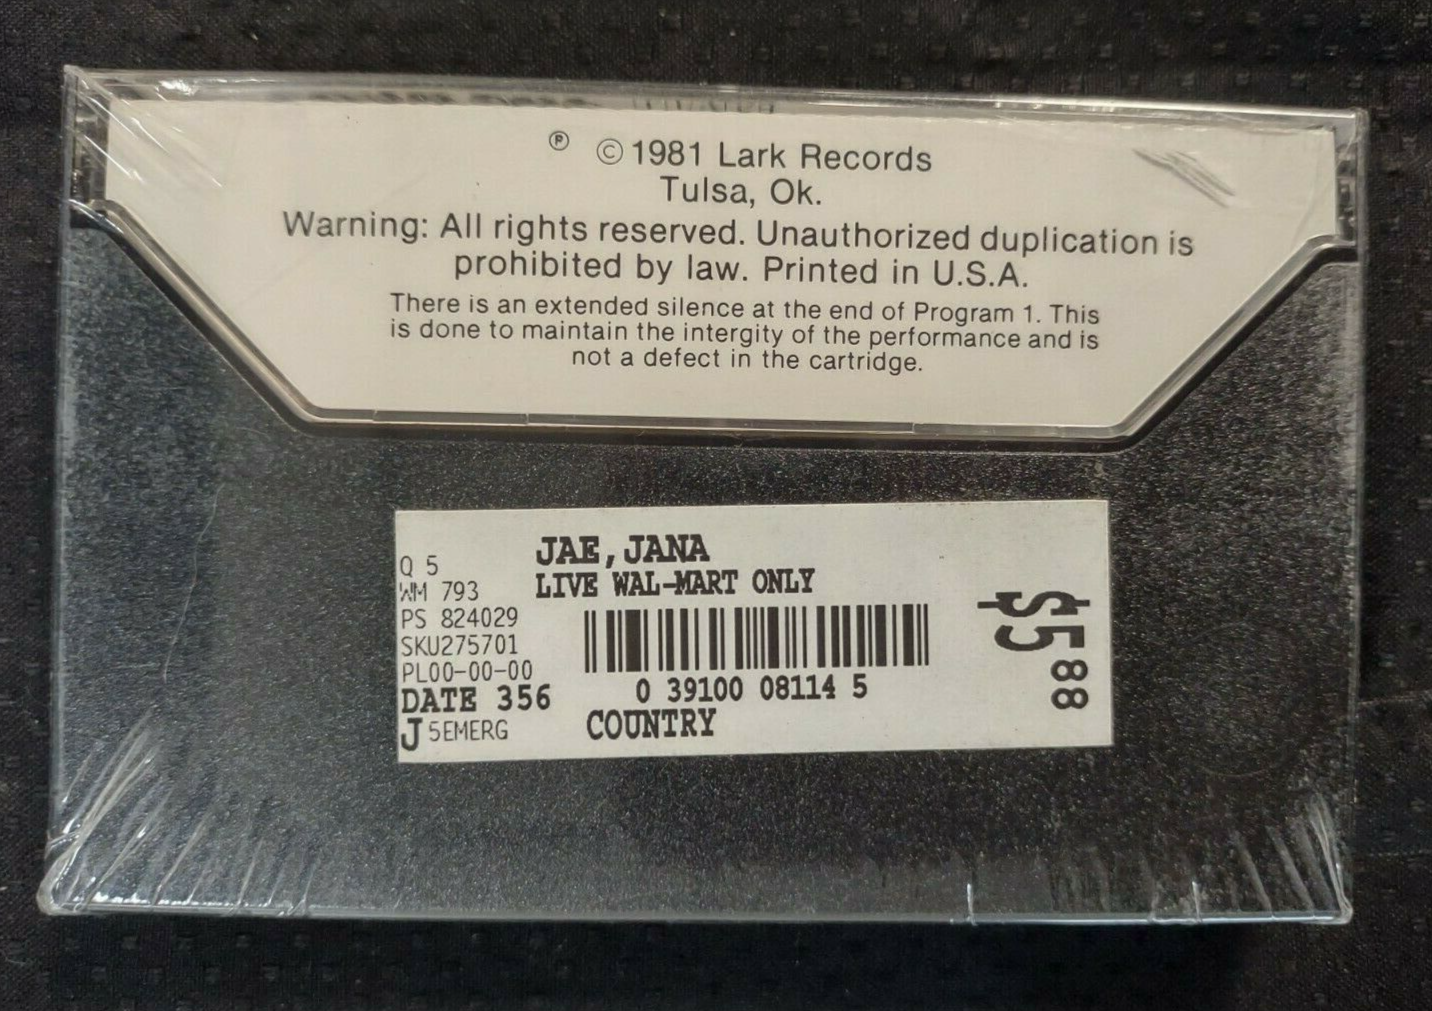 ℗ © 1981 Lark Records
Tulsa, Ok.
Warning: All rights reserved. Unauthorized duplication is
prohibited by law. Printed in U.S.A.
There is an extended silence at the end of Program 1. This
is done to maintain the intergity of the performance and is
not a defect in the cartridge.
Q 5
WM 793
PS 824029
SKU275701
PL00-00-00
DATE 356
J 5EMERG
JAE, JANA
LIVE WAL-MART ONLY
0 39100 08114 5
COUNTRY
$5 88